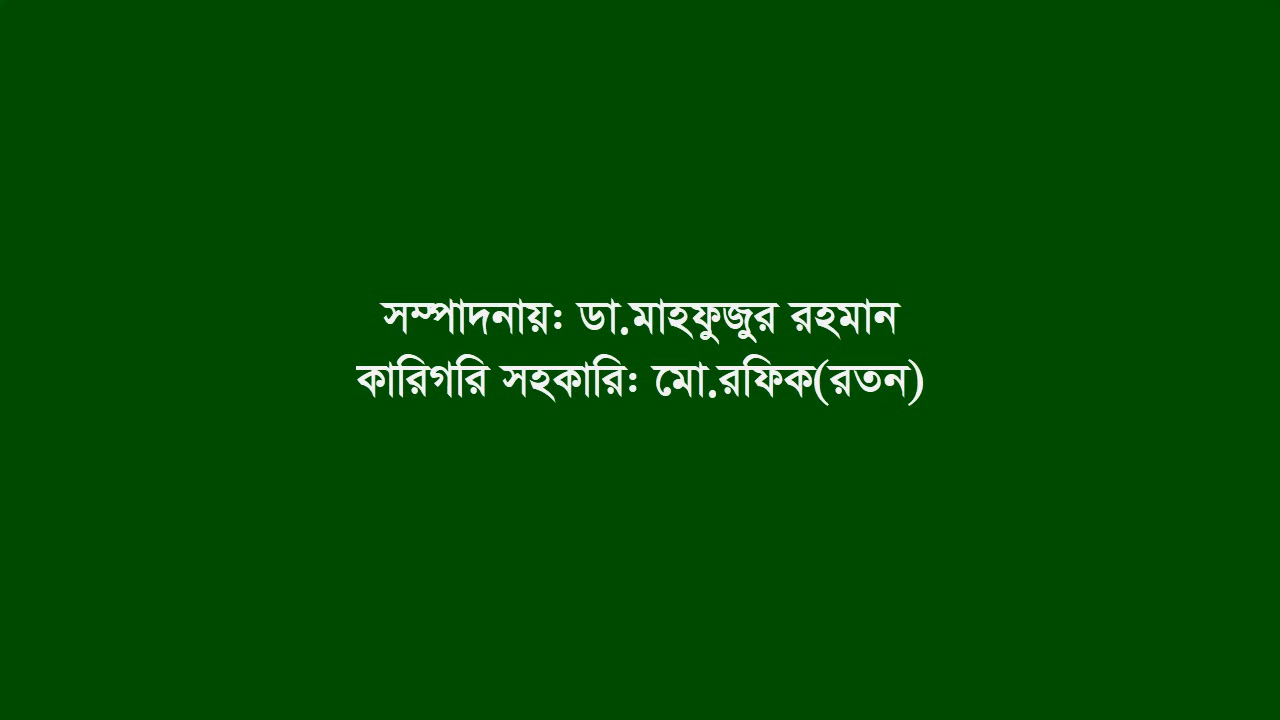 সম্পাদনায়: ডা.মাহফুজুর রহমান
কারিগরি সহকারি: মো.রফিক(রতন)